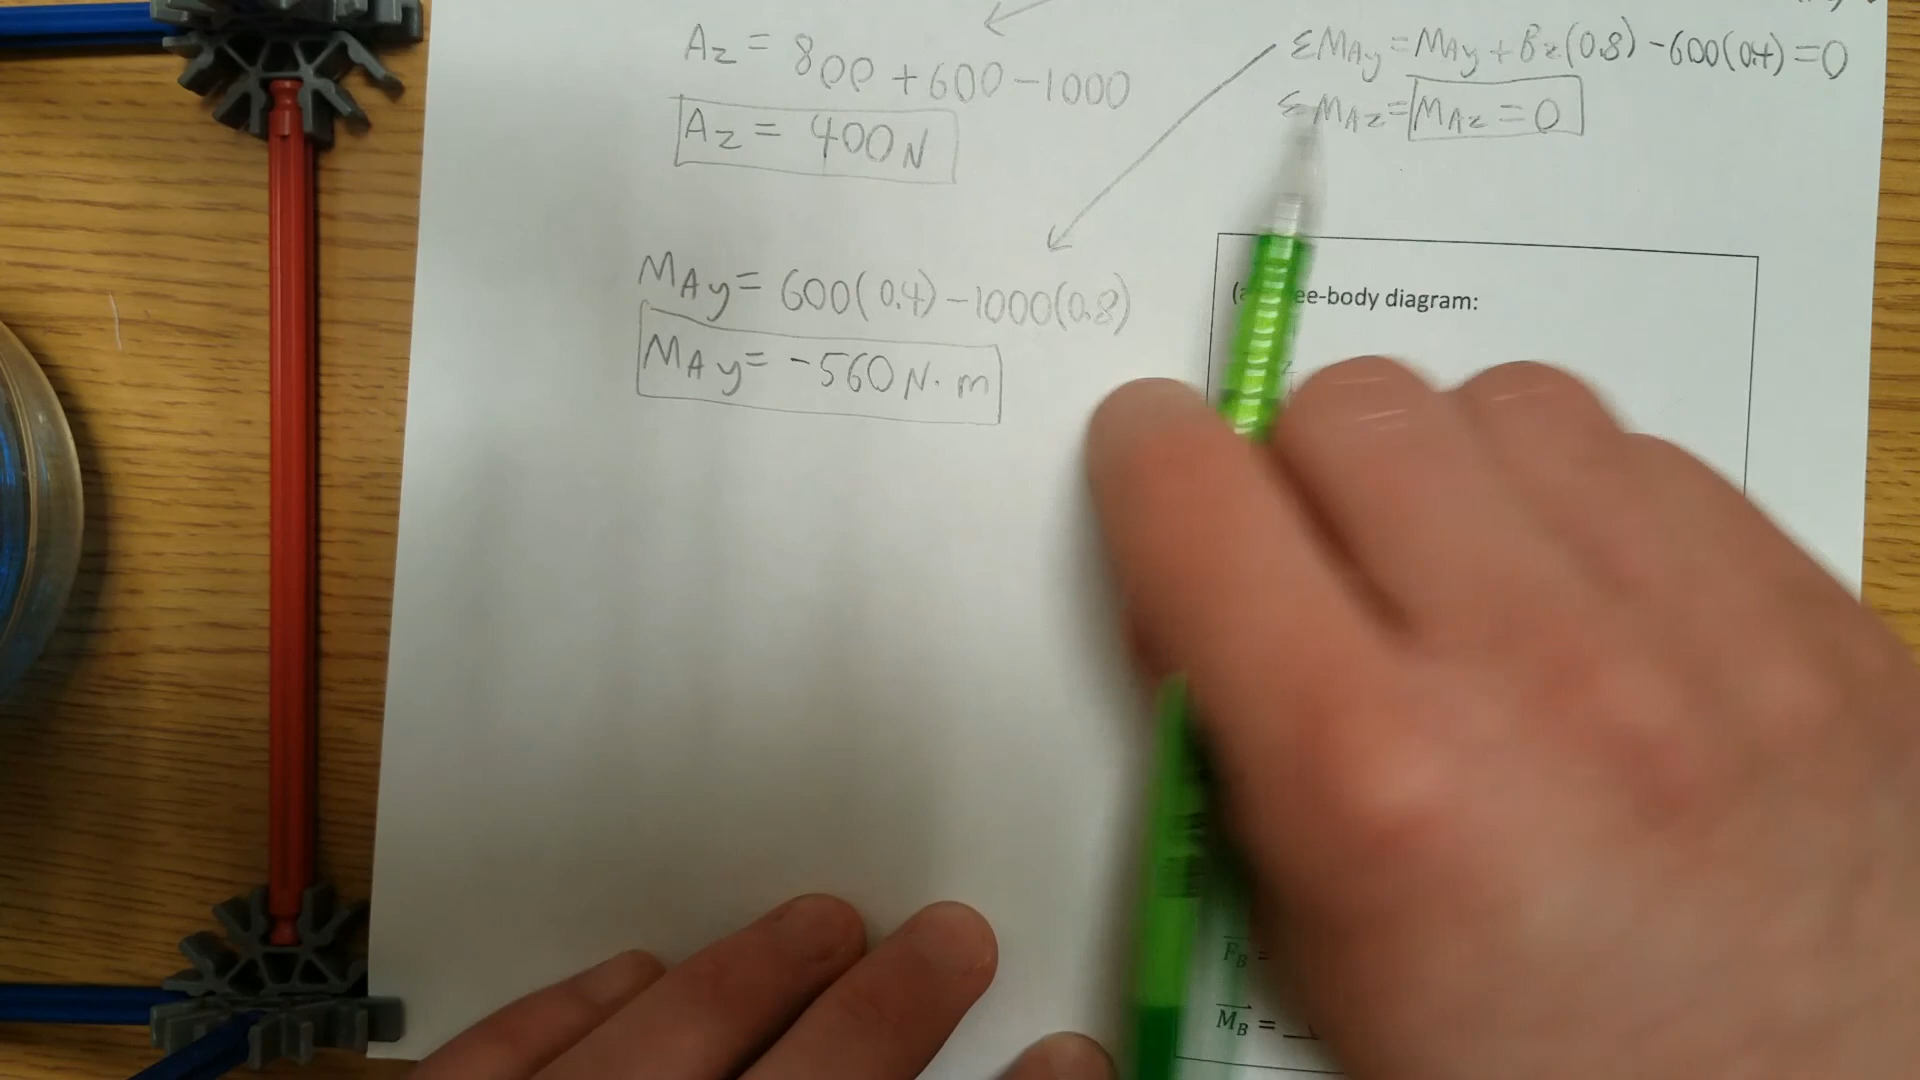 Az = 800 + 600 - 1000
Az = 400 N
MAy = 600(0.4) - 1000(0.8)
MAy = -560 N·m
ΣMAy = MAy + Bz(0.8) - 600(0.4) = 0
ΣMAz = MAz = 0
ee-body diagram:
z
FB =
MB =